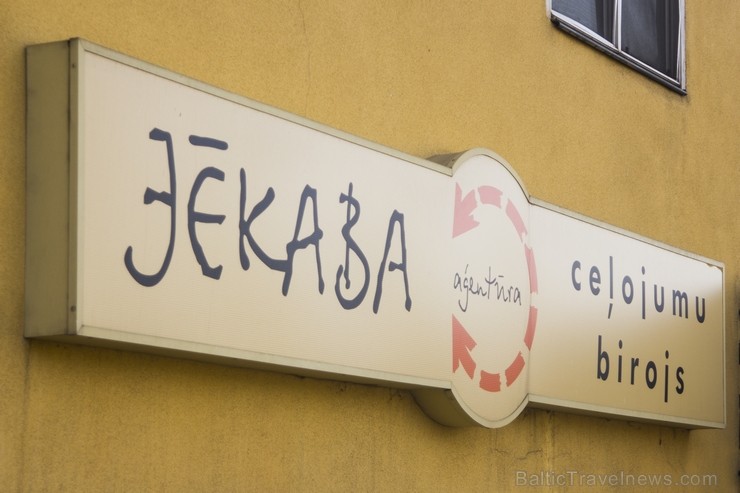 JĒKABA
aģentūra
ceļojumu
birojs
BalticTravelnews.com